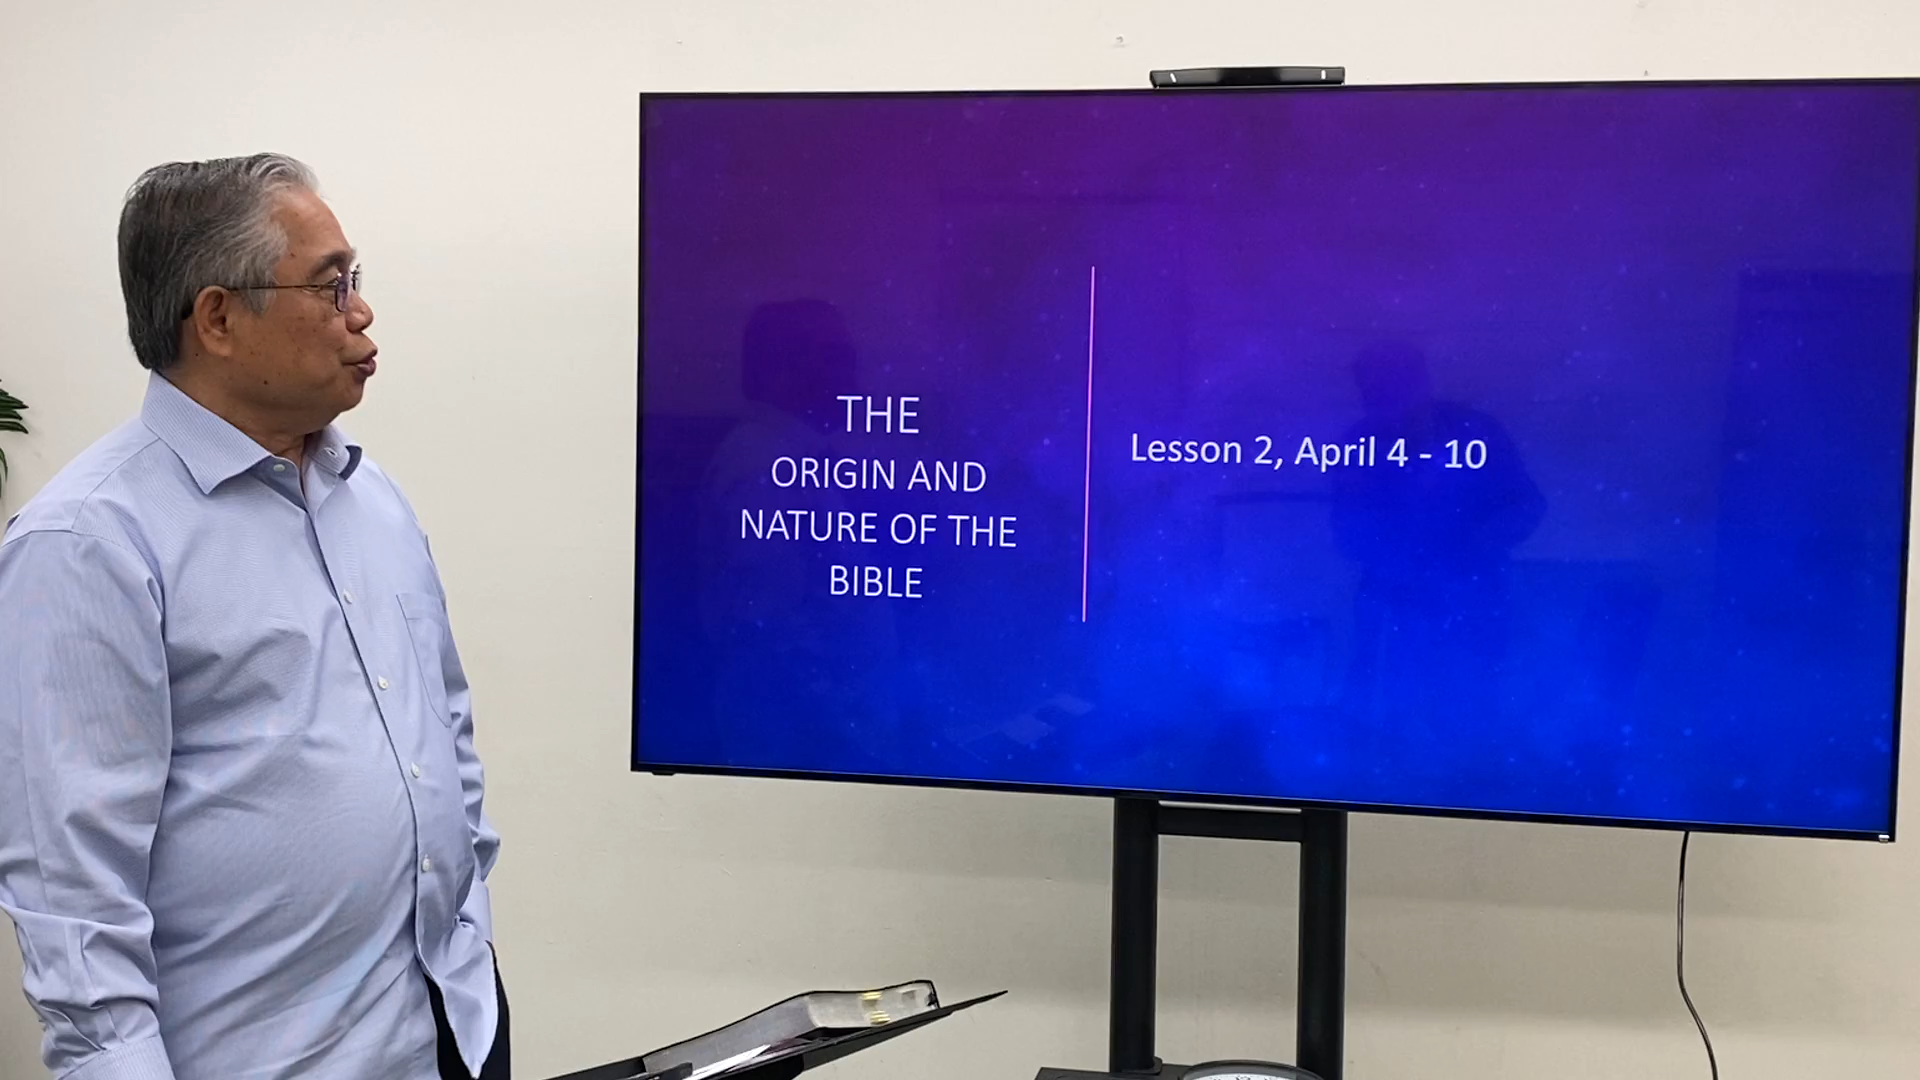 THE
ORIGIN AND
NATURE OF THE
BIBLE
Lesson 2, April 4 - 10